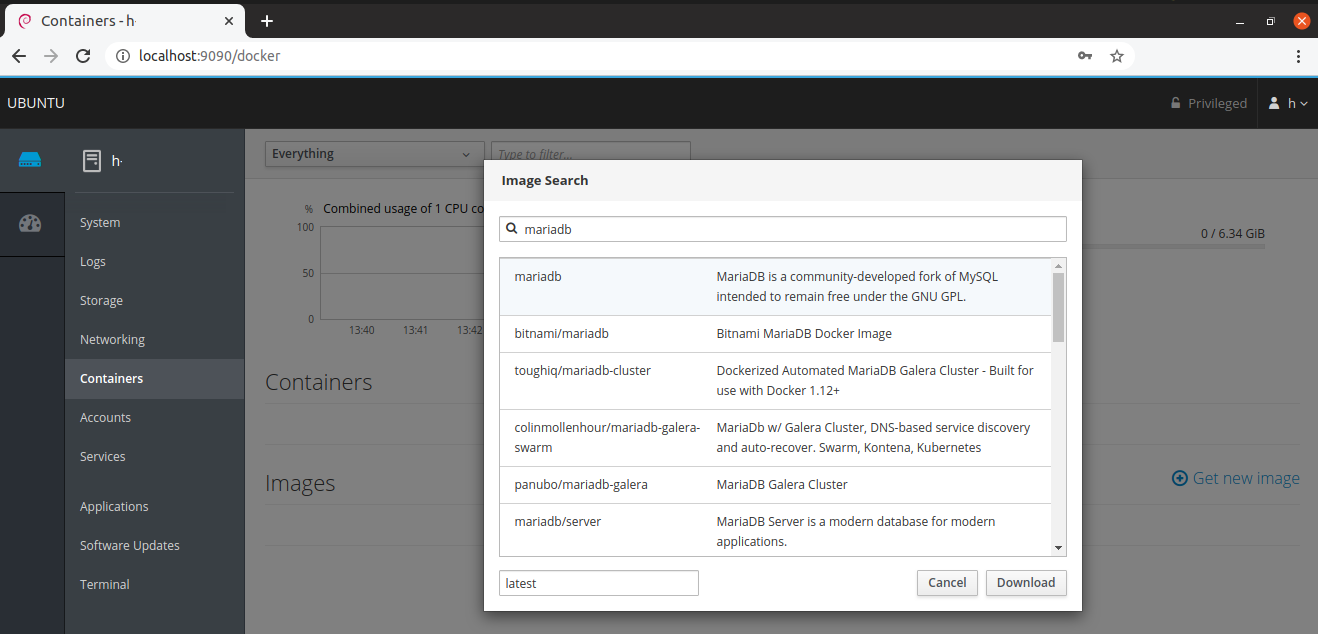 Containers - h
localhost:9090/docker
UBUNTU
Privileged
h
h
System
Logs
Storage
Networking
Containers
Accounts
Services
Applications
Software Updates
Terminal
Everything
Type to filter...
% Combined usage of 1 CPU co
100
50
0
13:40 13:41 13:42
0 / 6.34 GiB
Containers
Images
Get new image
Image Search
mariadb
mariadb MariaDB is a community-developed fork of MySQL
intended to remain free under the GNU GPL.
bitnami/mariadb Bitnami MariaDB Docker Image
toughiq/mariadb-cluster Dockerized Automated MariaDB Galera Cluster - Built for
use with Docker 1.12+
colinmollenhour/mariadb-galera- MariaDb w/ Galera Cluster, DNS-based service discovery
swarm and auto-recover. Swarm, Kontena, Kubernetes
panubo/mariadb-galera MariaDB Galera Cluster
mariadb/server MariaDB Server is a modern database for modern
applications.
latest
Cancel Download